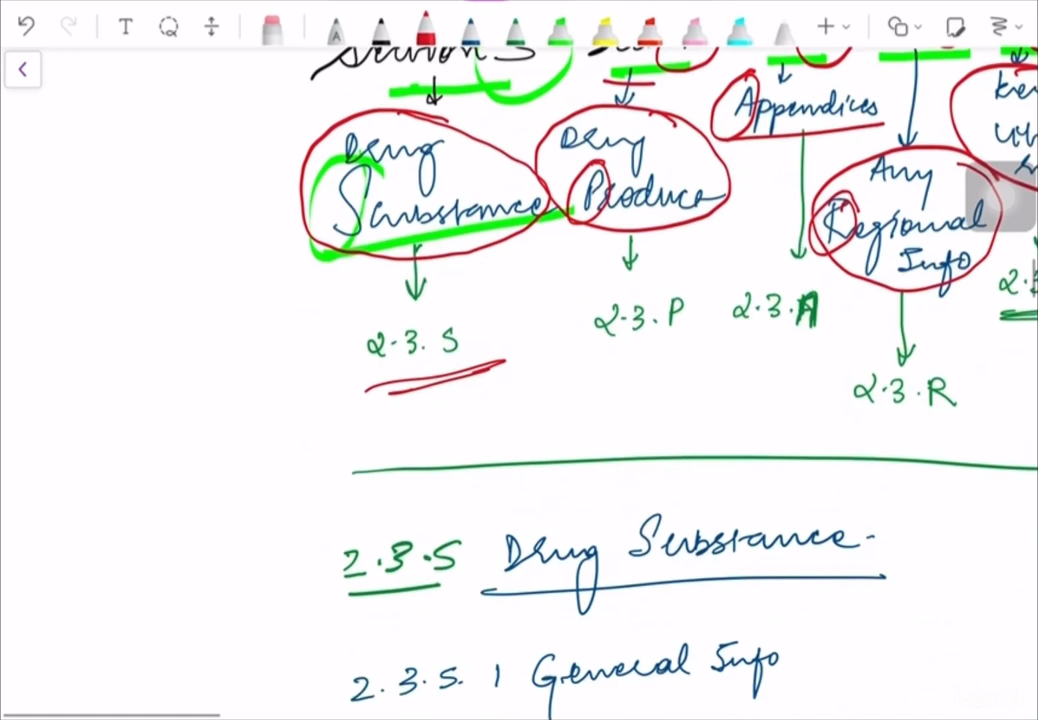 Section S
Drug
Substance
2.3.S
Drug
Produce
2.3.P
Appendices
2.3.A
Any
Regional
Info
2.3.R
2.3.S Drug Substance.
2.3.S. 1 General Info